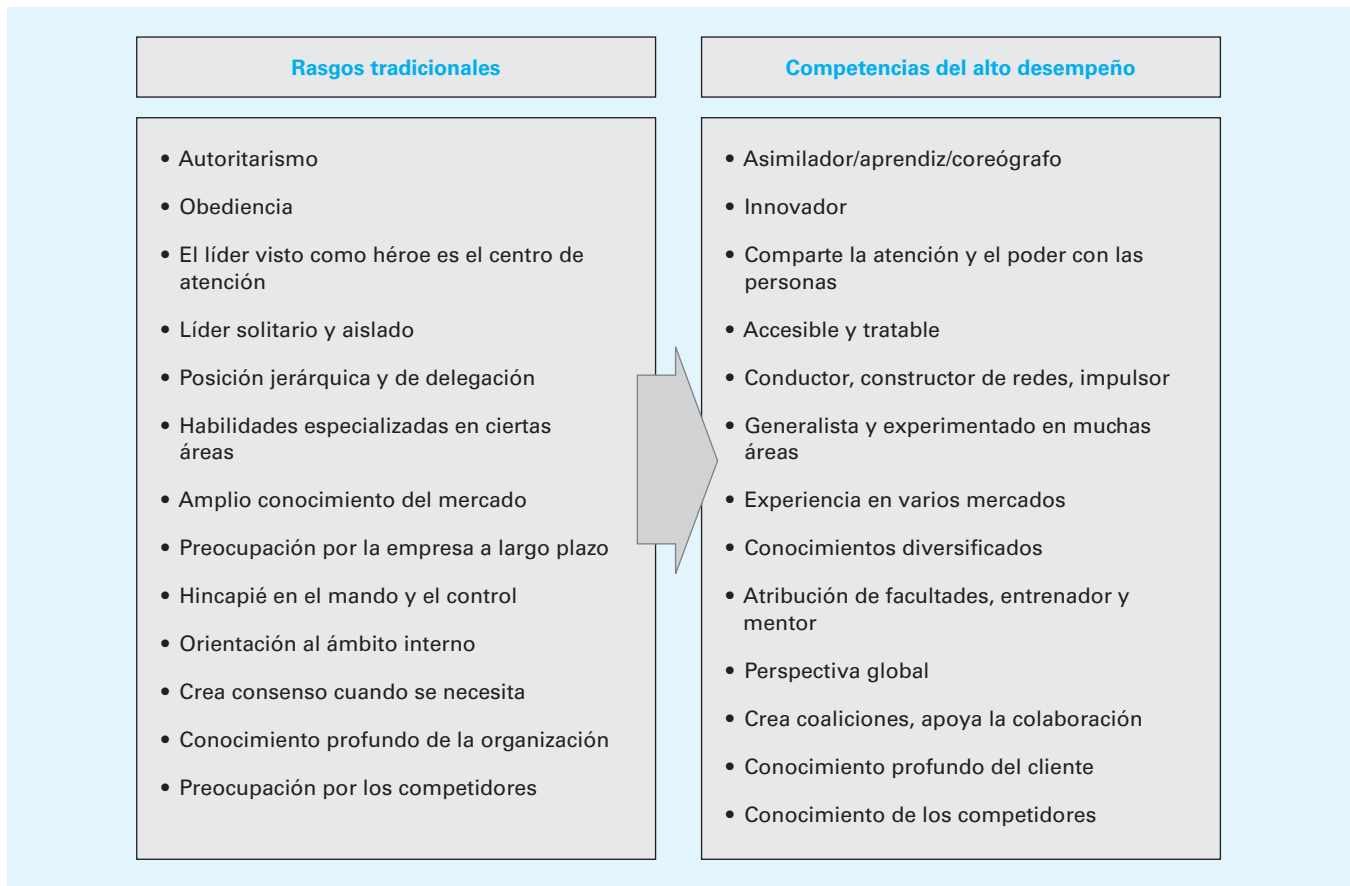 Rasgos tradicionales
• Autoritarismo
• Obediencia
• El líder visto como héroe es el centro de
atención
• Líder solitario y aislado
• Posición jerárquica y de delegación
• Habilidades especializadas en ciertas
áreas
• Amplio conocimiento del mercado
• Preocupación por la empresa a largo plazo
• Hincapié en el mando y el control
• Orientación al ámbito interno
• Crea consenso cuando se necesita
• Conocimiento profundo de la organización
• Preocupación por los competidores
Competencias del alto desempeño
• Asimilador/aprendiz/coreógrafo
• Innovador
• Comparte la atención y el poder con las
personas
• Accesible y tratable
• Conductor, constructor de redes, impulsor
• Generalista y experimentado en muchas
áreas
• Experiencia en varios mercados
• Conocimientos diversificados
• Atribución de facultades, entrenador y
mentor
• Perspectiva global
• Crea coaliciones, apoya la colaboración
• Conocimiento profundo del cliente
• Conocimiento de los competidores